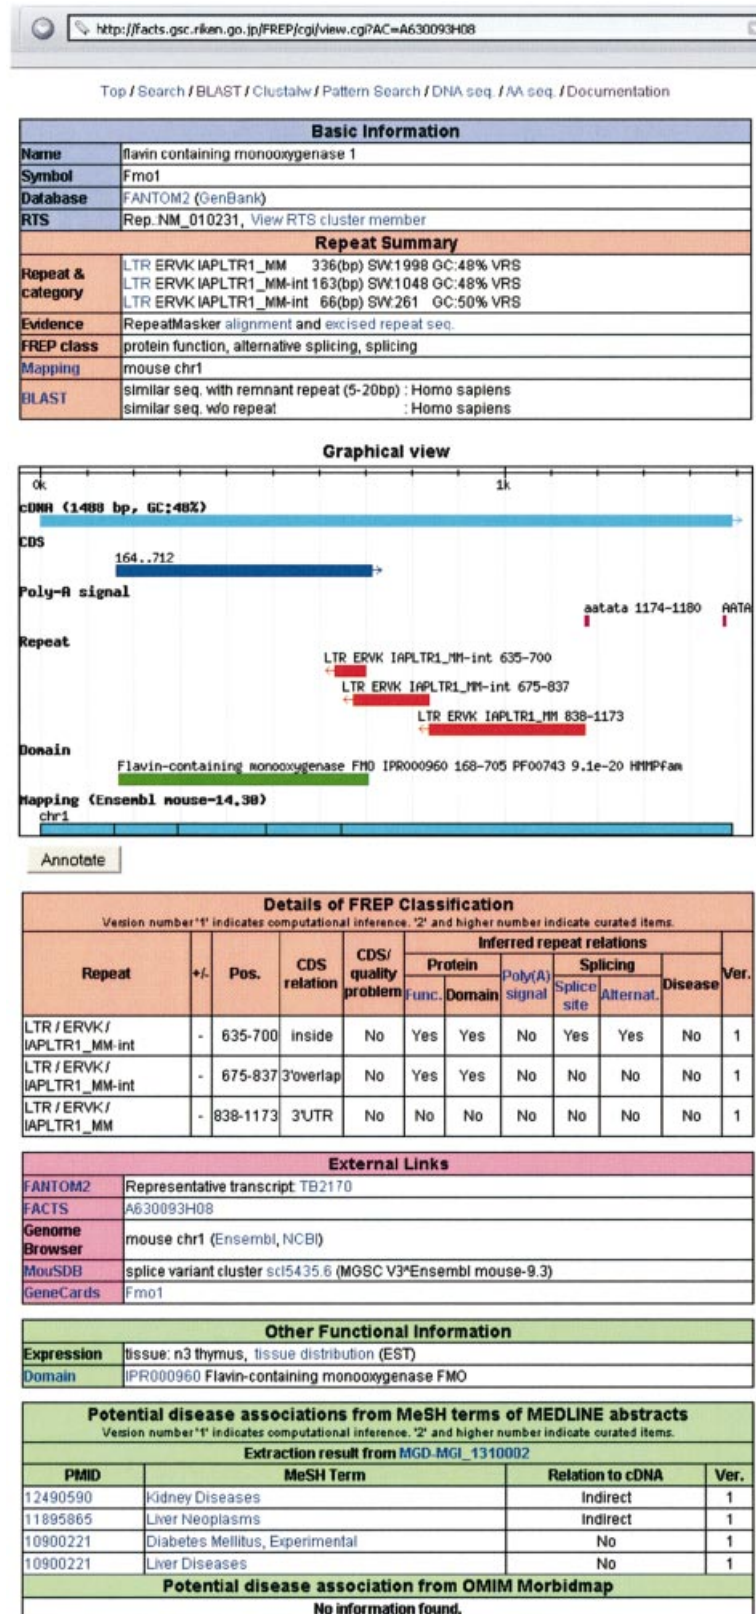 http://facts.gsc.riken.go.jp/FREP/cgi/view.cgi?AC=A630093H08
Top / Search / BLAST / Clustalw / Pattern Search / DNA seq. / AA seq. / Documentation
Basic Information
Name flavin containing monooxygenase 1
Symbol Fmo1
Database FANTOM2 (GenBank)
RTS Rep.:NM_010231, View RTS cluster member
Repeat Summary
Repeat & category
LTR ERVK IAPLTR1_MM 336(bp) SW:1998 GC:48% VRS
LTR ERVK IAPLTR1_MM-int 163(bp) SW:1048 GC:48% VRS
LTR ERVK IAPLTR1_MM-int 66(bp) SW:261 GC:50% VRS
Evidence RepeatMasker alignment and excised repeat seq.
FREP class protein function, alternative splicing, splicing
Mapping mouse chr1
BLAST
similar seq. with remnant repeat (5-20bp) : Homo sapiens
similar seq. w/o repeat : Homo sapiens
Graphical view
0k 1k
cDNA (1488 bp, GC:48%)
CDS
164..712
Poly-A signal
aatata 1174-1180 AATA
Repeat
LTR ERVK IAPLTR1_MM-int 635-700
LTR ERVK IAPLTR1_MM-int 675-837
LTR ERVK IAPLTR1_MM 838-1173
Domain
Flavin-containing monooxygenase FMO IPR000960 168-705 PF00743 9.1e-20 HMMPfam
Mapping (Ensembl mouse-14.30)
chr1
Annotate
Details of FREP Classification
Version number '1' indicates computational inference. '2' and higher number indicate curated items.
Repeat +/- Pos. CDS relation CDS/ quality problem Inferred repeat relations Ver.
Protein Poly(A) signal Splicing Disease
Func. Domain Splice site Alternat.
LTR / ERVK / IAPLTR1_MM-int - 635-700 inside No Yes Yes No Yes Yes No 1
LTR / ERVK / IAPLTR1_MM-int - 675-837 3'overlap No Yes Yes No No No No 1
LTR / ERVK / IAPLTR1_MM - 838-1173 3'UTR No No No No No No No 1
External Links
FANTOM2 Representative transcript: TB2170
FACTS A630093H08
Genome Browser mouse chr1 (Ensembl, NCBI)
MouSDB splice variant cluster scl5435.6 (MGSC V3^Ensembl mouse-9.3)
GeneCards Fmo1
Other Functional Information
Expression tissue: n3 thymus, tissue distribution (EST)
Domain IPR000960 Flavin-containing monooxygenase FMO
Potential disease associations from MeSH terms of MEDLINE abstracts
Version number '1' indicates computational inference. '2' and higher number indicate curated items.
Extraction result from MGD-MGI_1310002
PMID MeSH Term Relation to cDNA Ver.
12490590 Kidney Diseases Indirect 1
11895865 Liver Neoplasms Indirect 1
10900221 Diabetes Mellitus, Experimental No 1
10900221 Liver Diseases No 1
Potential disease association from OMIM Morbidmap
No information found.